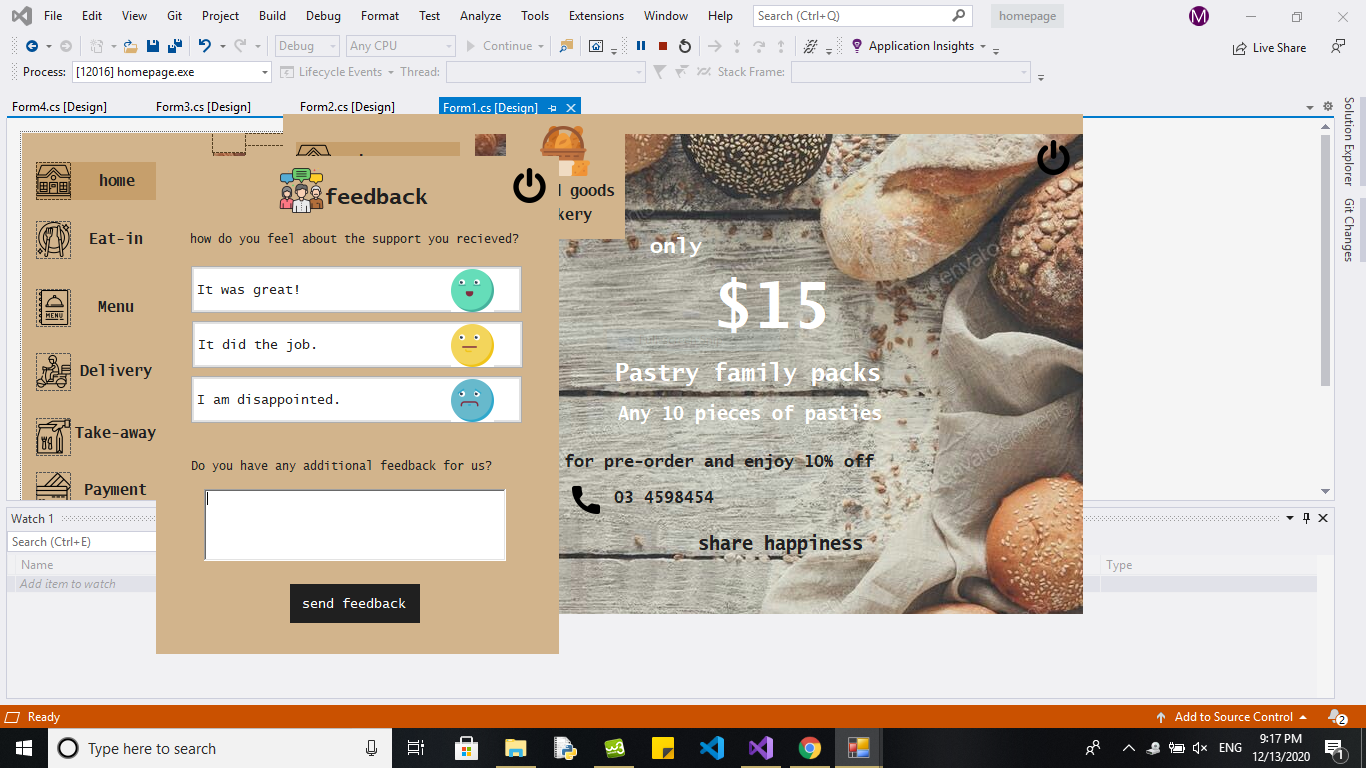 File Edit View Git Project Build Debug Format Test Analyze Tools Extensions Window Help Search (Ctrl+Q) homepage M
Debug Any CPU Continue Application Insights Live Share
Process: [12016] homepage.exe Lifecycle Events Thread: Stack Frame:
Form4.cs [Design] Form3.cs [Design] Form2.cs [Design] Form1.cs [Design]
Solution Explorer
Git Changes
home
Eat-in
MENU
Menu
Delivery
Take-away
Payment
feedback
how do you feel about the support you recieved?
It was great!
It did the job.
I am disappointed.
Do you have any additional feedback for us?
send feedback
goods
only
$15
Pastry family packs
Any 10 pieces of pasties
for pre-order and enjoy 10% off
03 4598454
share happiness
Watch 1
Search (Ctrl+E)
Name Type
Add item to watch
Ready Add to Source Control 2
Type here to search ENG 9:17 PM
12/13/2020 1